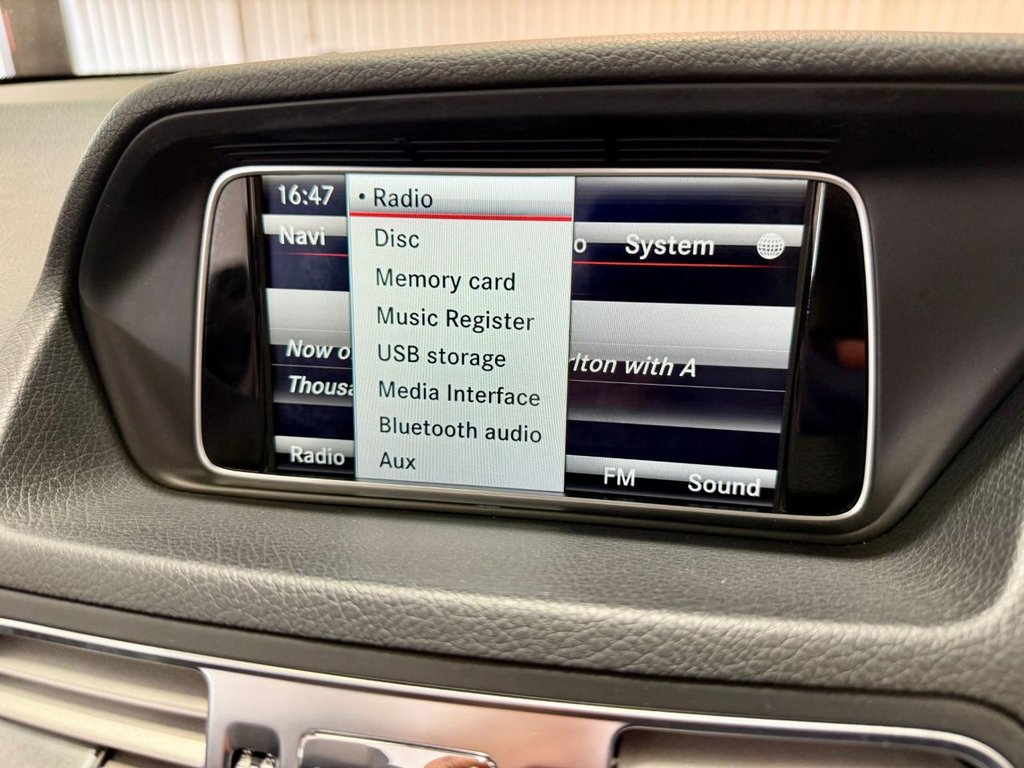 16:47
• Radio
Navi
o
System
Disc
Memory card
Music Register
USB storage
Media Interface
Bluetooth audio
Aux
Now o
rlton with A
Thousa
Radio
FM
Sound